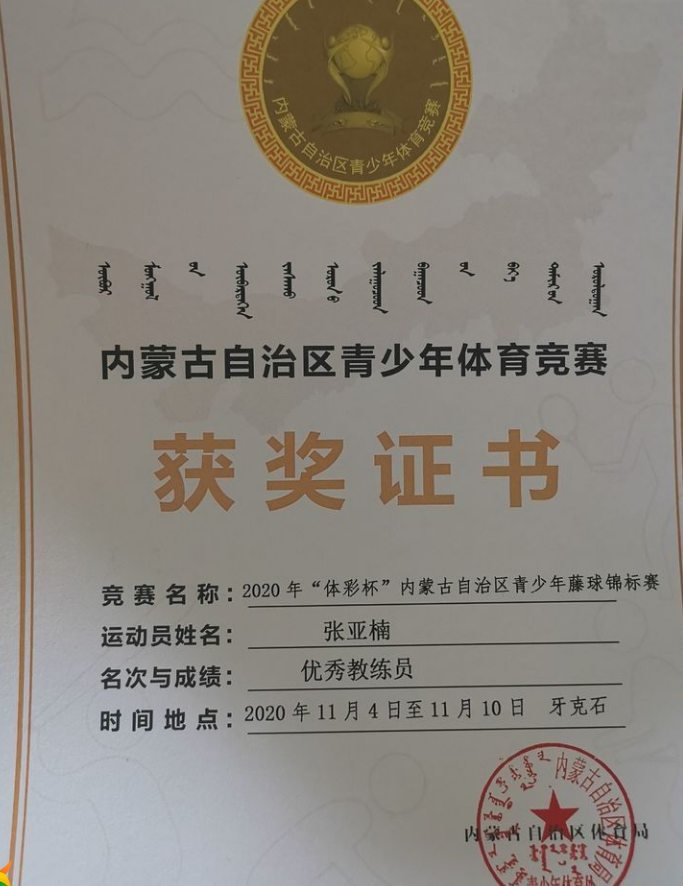 内蒙古自治区青少年体育竞赛
内蒙古自治区青少年体育竞赛
获奖证书
竞赛名称：2020年“体彩杯”内蒙古自治区青少年藤球锦标赛
运动员姓名：张亚楠
名次与成绩：优秀教练员
时间地点：2020年11月4日至11月10日 牙克石
内蒙古自治区体育局
内蒙古自治区体育局